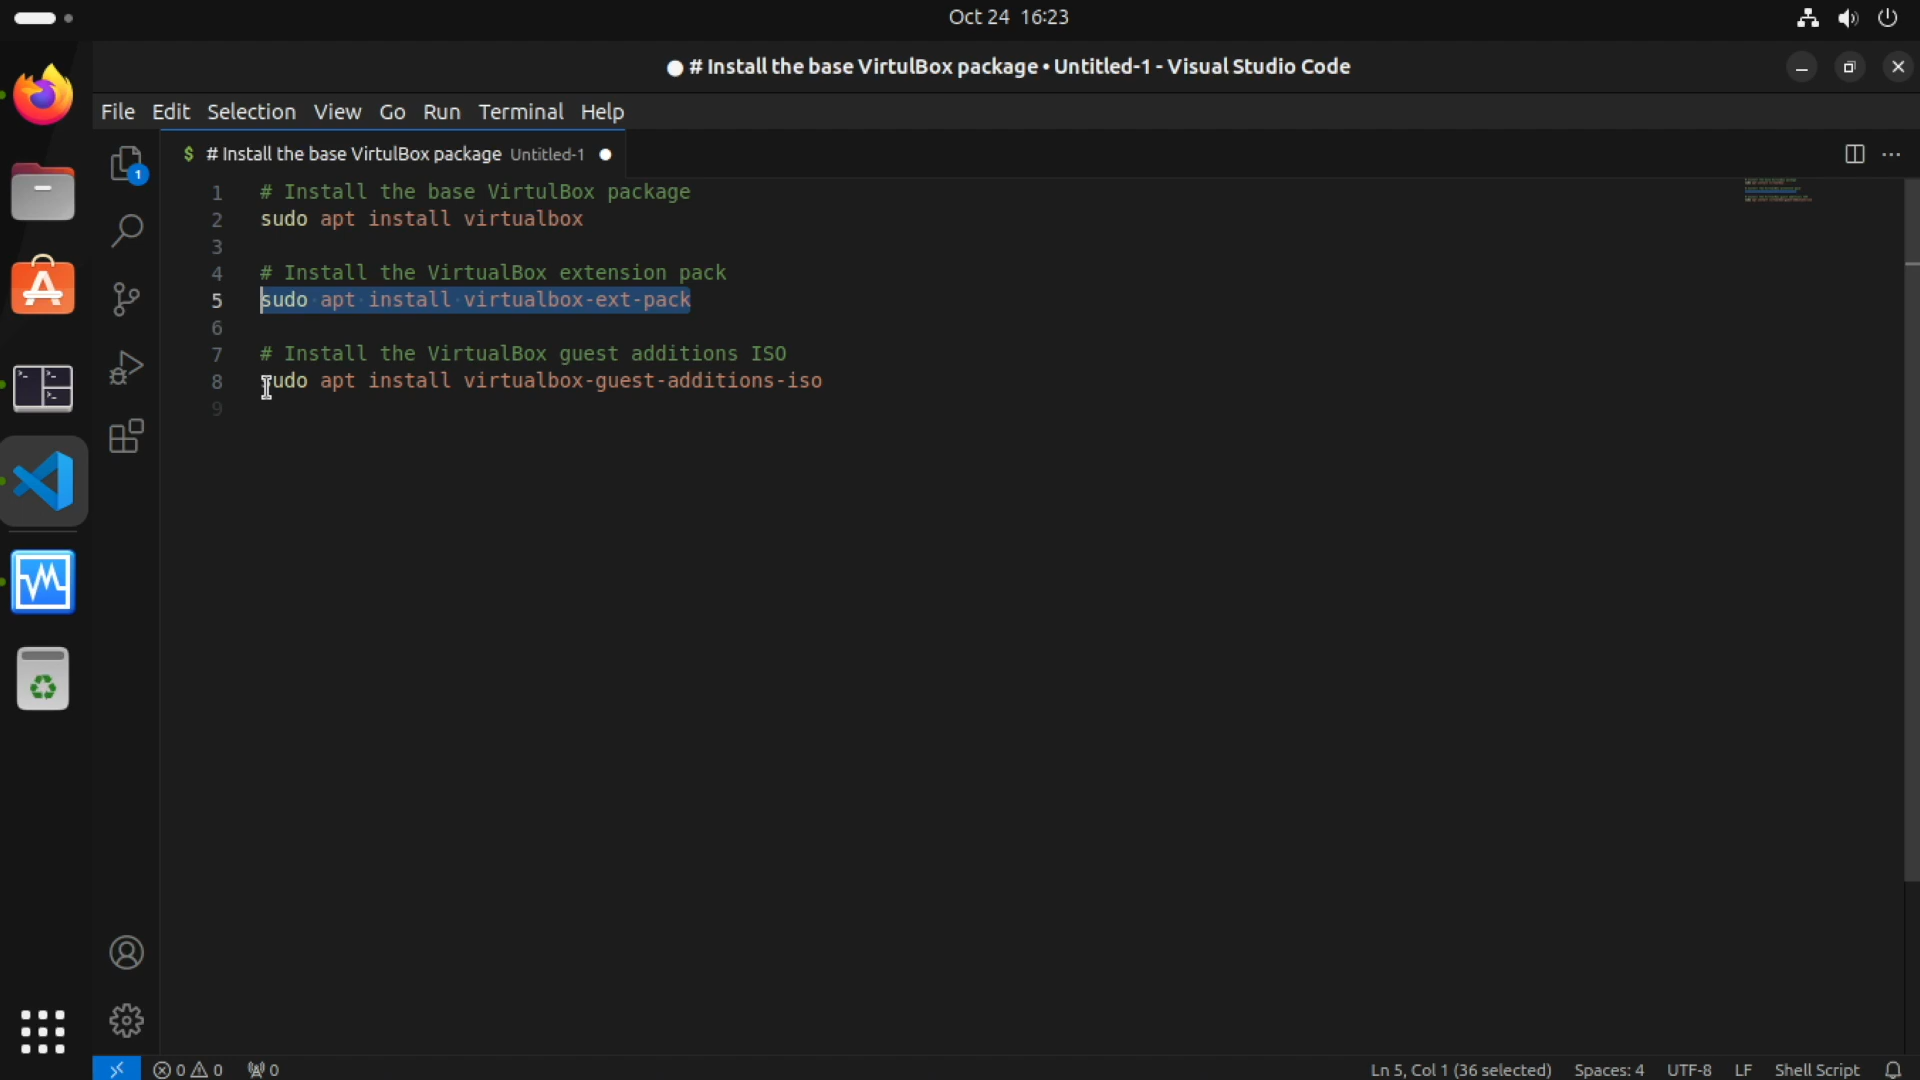 Oct 24 16:23
# Install the base VirtulBox package • Untitled-1 - Visual Studio Code
File Edit Selection View Go Run Terminal Help
$ # Install the base VirtulBox package Untitled-1
1
1 # Install the base VirtulBox package
2 sudo apt install virtualbox
3
4 # Install the VirtualBox extension pack
5 sudo apt install virtualbox-ext-pack
6
7 # Install the VirtualBox guest additions ISO
8 sudo apt install virtualbox-guest-additions-iso
9
0 0 0 Ln 5, Col 1 (36 selected) Spaces: 4 UTF-8 LF Shell Script